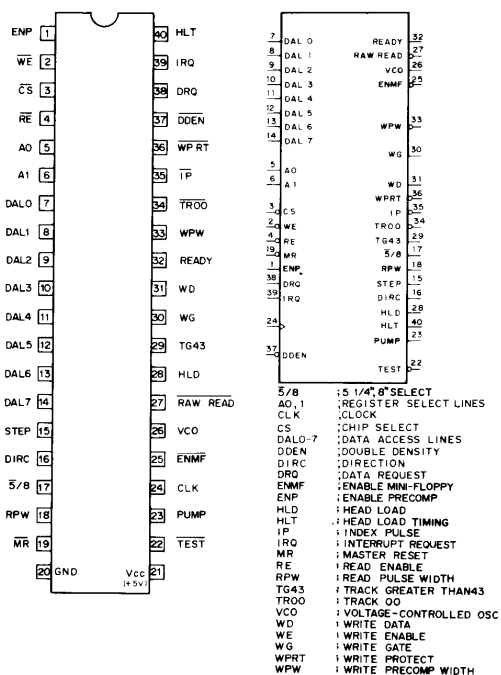 ENP 1 40 HLT
WE 2 39 IRQ
CS 3 38 DRQ
RE 4 37 DDEN
A0 5 36 WPRT
A1 6 35 IP
DAL0 7 34 TROO
DAL1 8 33 WPW
DAL2 9 32 READY
DAL3 10 31 WD
DAL4 11 30 WG
DAL5 12 29 TG43
DAL6 13 28 HLD
DAL7 14 27 RAW READ
STEP 15 26 VCO
DIRC 16 25 ENMF
5/8 17 24 CLK
RPW 18 23 PUMP
MR 19 22 TEST
20 GND Vcc 21
(+5V)
7 DAL 0 READY 32
8 DAL 1 RAW READ 27
9 DAL 2 VCO 26
10 DAL 3 ENMF 25
11 DAL 4
12 DAL 5
13 DAL 6 WPW 33
14 DAL 7
WG 30
5 A0
6 A1 WD 31
WPRT 36
3 CS IP 35
2 WE TROO 34
4 RE TG43 29
19 MR 5/8 17
1 ENP RPW 18
38 DRQ STEP 15
39 IRQ DIRC 16
HLD 28
24 HLT 40
PUMP 23
37 DDEN
TEST 22
5/8 ; 5 1/4", 8" SELECT
A0, 1 ; REGISTER SELECT LINES
CLK ; CLOCK
CS ; CHIP SELECT
DAL0-7 ; DATA ACCESS LINES
DDEN ; DOUBLE DENSITY
DIRC ; DIRECTION
DRQ ; DATA REQUEST
ENMF ; ENABLE MINI-FLOPPY
ENP ; ENABLE PRECOMP
HLD ; HEAD LOAD
HLT ; HEAD LOAD TIMING
IP ; INDEX PULSE
IRQ ; INTERRUPT REQUEST
MR ; MASTER RESET
RE ; READ ENABLE
RPW ; READ PULSE WIDTH
TG43 ; TRACK GREATER THAN43
TROO ; TRACK OO
VCO ; VOLTAGE-CONTROLLED OSC
WD ; WRITE DATA
WE ; WRITE ENABLE
WG ; WRITE GATE
WPRT ; WRITE PROTECT
WPW ; WRITE PRECOMP WIDTH